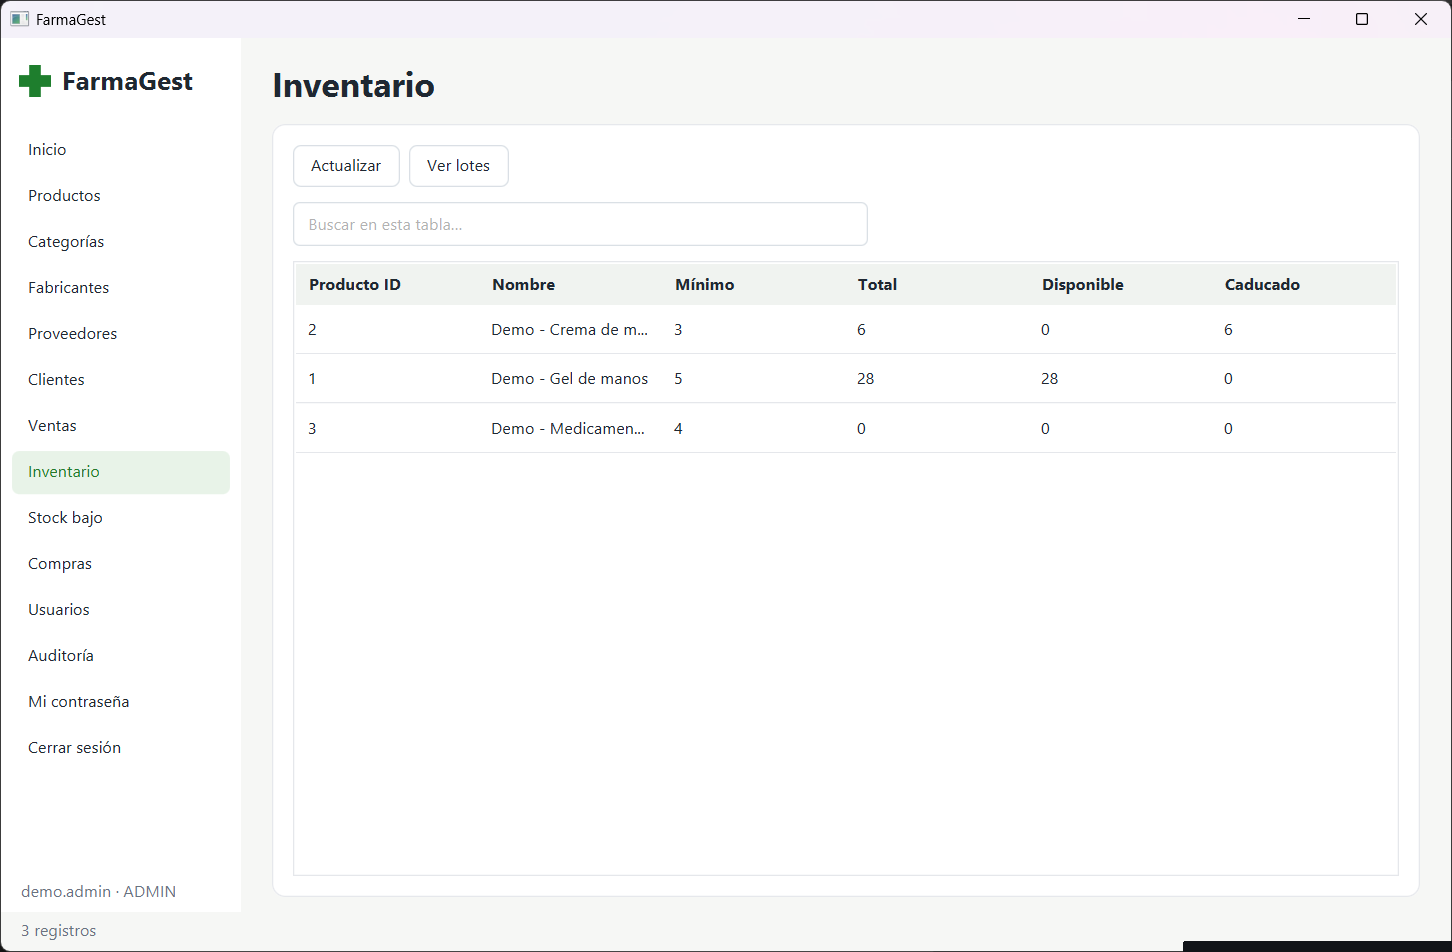 FarmaGest
FarmaGest
Inicio
Productos
Categorías
Fabricantes
Proveedores
Clientes
Ventas
Inventario
Stock bajo
Compras
Usuarios
Auditoría
Mi contraseña
Cerrar sesión
demo.admin · ADMIN
3 registros
Inventario
Actualizar Ver lotes
Buscar en esta tabla...
Producto ID Nombre Mínimo Total Disponible Caducado
2 Demo - Crema de m... 3 6 0 6
1 Demo - Gel de manos 5 28 28 0
3 Demo - Medicamen... 4 0 0 0